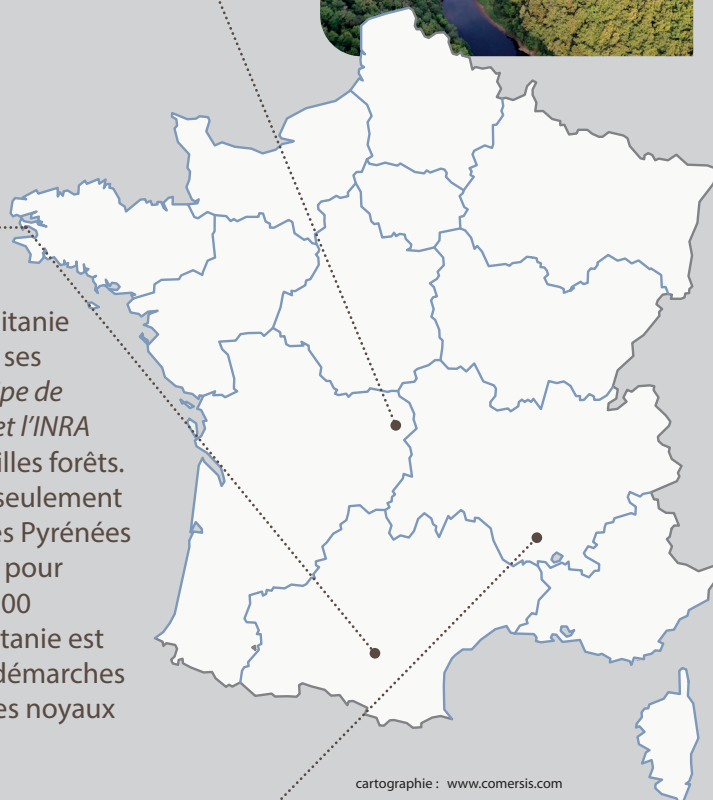 itanie
ses
pe de
et l’INRA
illes forêts.
seulement
es Pyrénées
pour
00
tanie est
démarches
es noyaux
cartographie : www.comersis.com